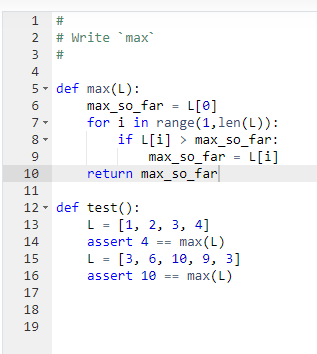 1 #
2 # Write `max`
3 #
4
5 def max(L):
6     max_so_far = L[0]
7     for i in range(1,len(L)):
8         if L[i] > max_so_far:
9             max_so_far = L[i]
10     return max_so_far
11
12 def test():
13     L = [1, 2, 3, 4]
14     assert 4 == max(L)
15     L = [3, 6, 10, 9, 3]
16     assert 10 == max(L)
17
18
19